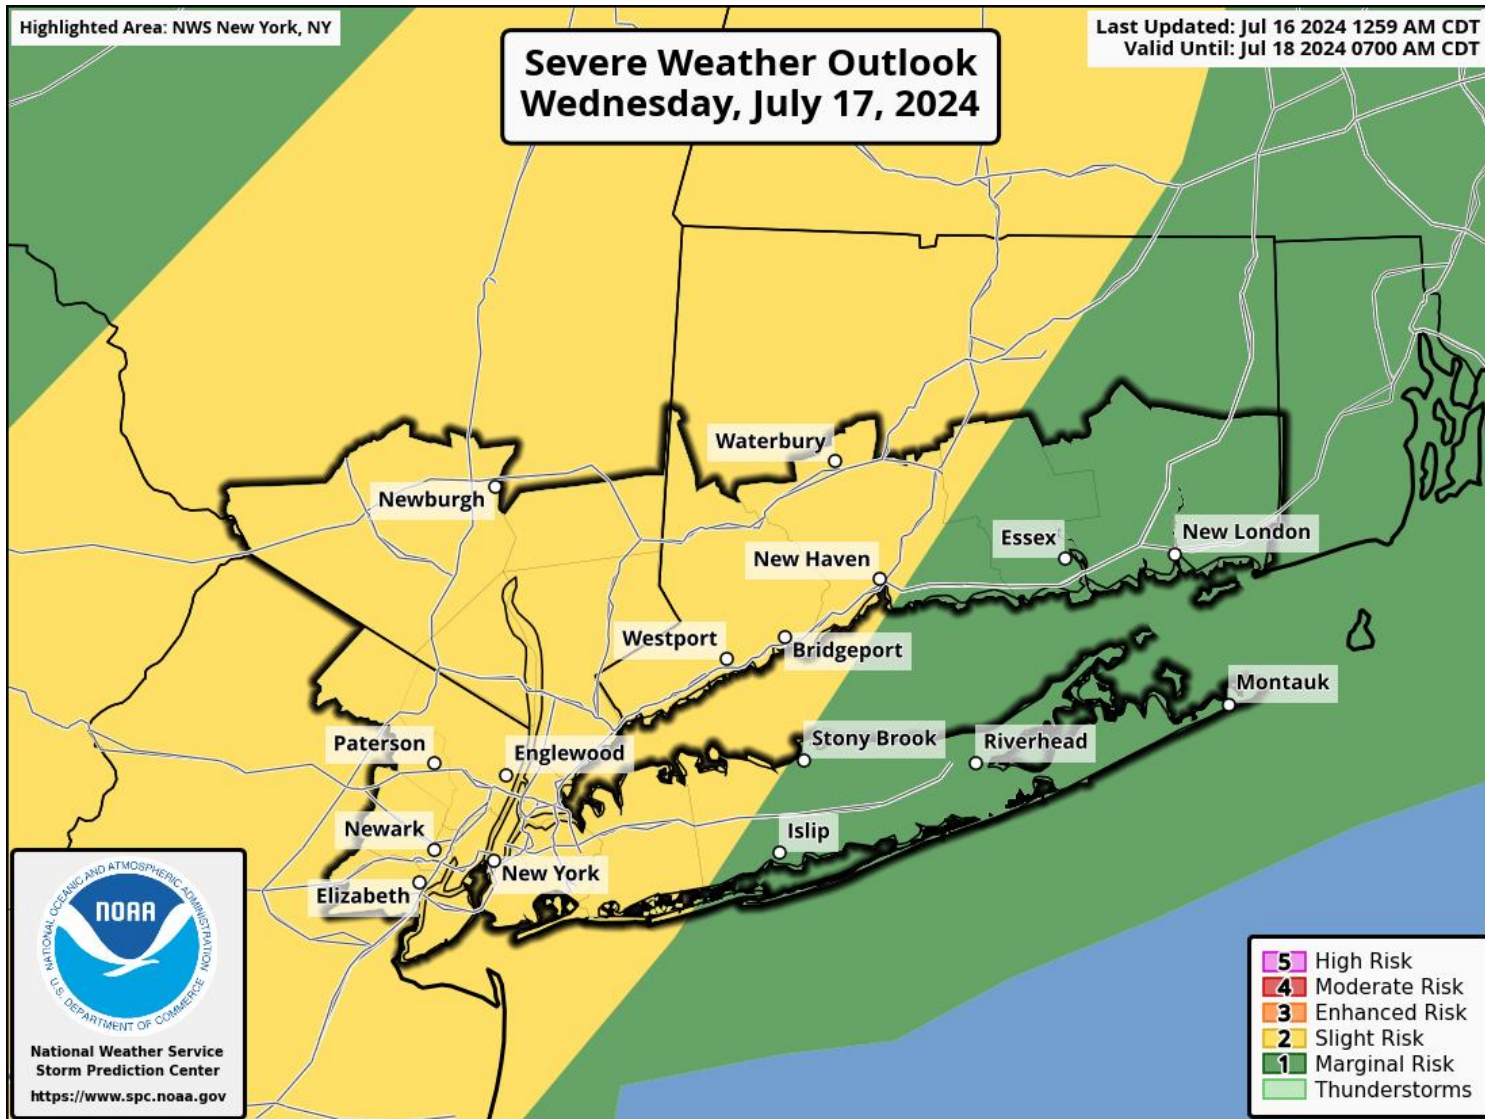 Highlighted Area: NWS New York, NY
Last Updated: Jul 16 2024 1259 AM CDT
Valid Until: Jul 18 2024 0700 AM CDT
Severe Weather Outlook
Wednesday, July 17, 2024
Waterbury
Newburgh
New London
Essex
New Haven
Westport
Bridgeport
Montauk
Stony Brook
Riverhead
Paterson
Englewood
Newark
Islip
New York
Elizabeth
NATIONAL OCEANIC AND ATMOSPHERIC ADMINISTRATION
NOAA
U.S. DEPARTMENT OF COMMERCE
National Weather Service
Storm Prediction Center
https://www.spc.noaa.gov
5 High Risk
4 Moderate Risk
3 Enhanced Risk
2 Slight Risk
1 Marginal Risk
Thunderstorms